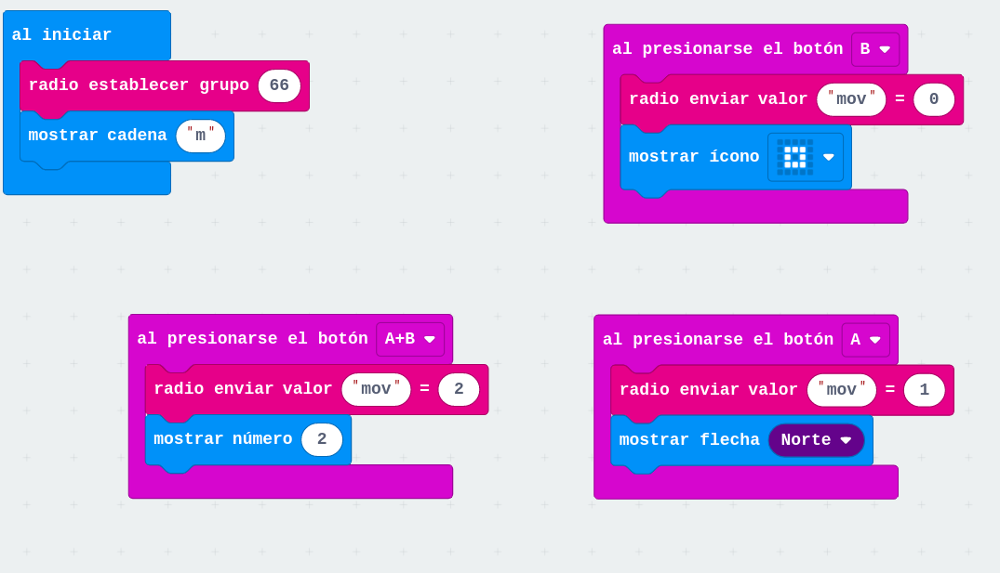 al iniciar
radio establecer grupo 66
mostrar cadena "m"
al presionarse el botón B
radio enviar valor "mov" = 0
mostrar ícono
al presionarse el botón A+B
radio enviar valor "mov" = 2
mostrar número 2
al presionarse el botón A
radio enviar valor "mov" = 1
mostrar flecha Norte